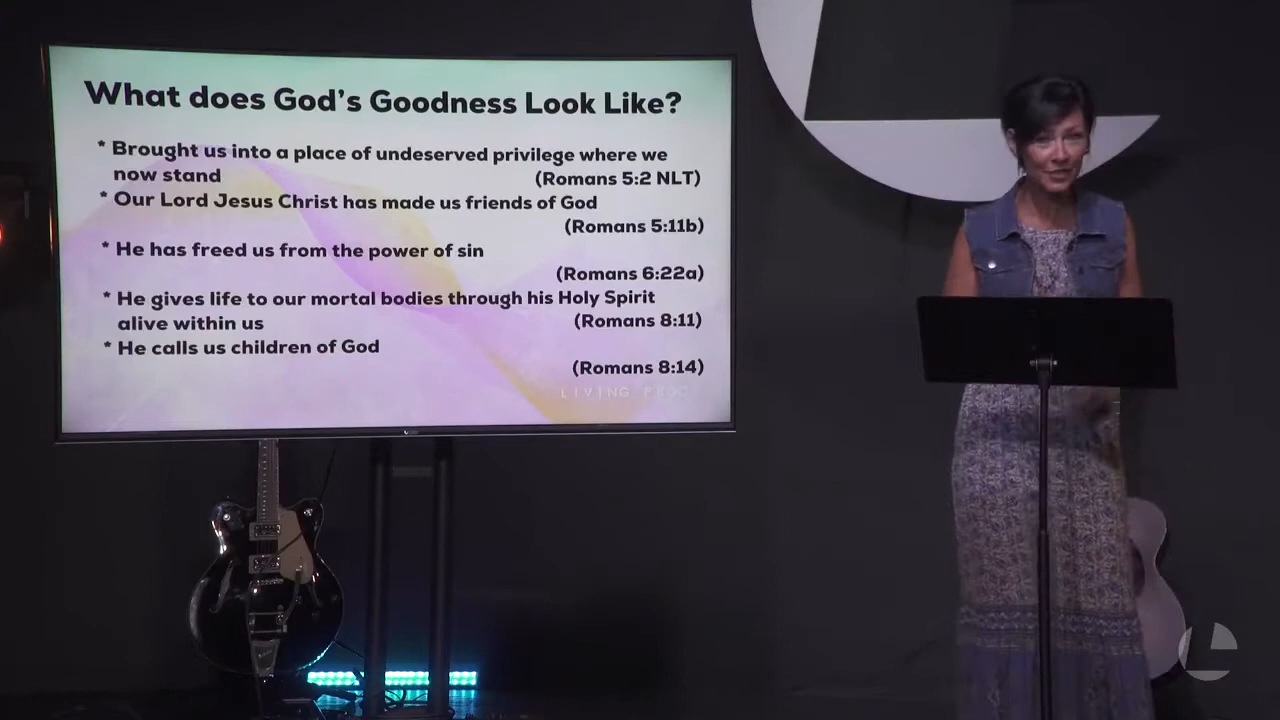 What does God's Goodness Look Like?
* Brought us into a place of undeserved privilege where we
now stand (Romans 5:2 NLT)
* Our Lord Jesus Christ has made us friends of God
(Romans 5:11b)
* He has freed us from the power of sin
(Romans 6:22a)
* He gives life to our mortal bodies through his Holy Spirit
alive within us (Romans 8:11)
* He calls us children of God
(Romans 8:14)
LIVING